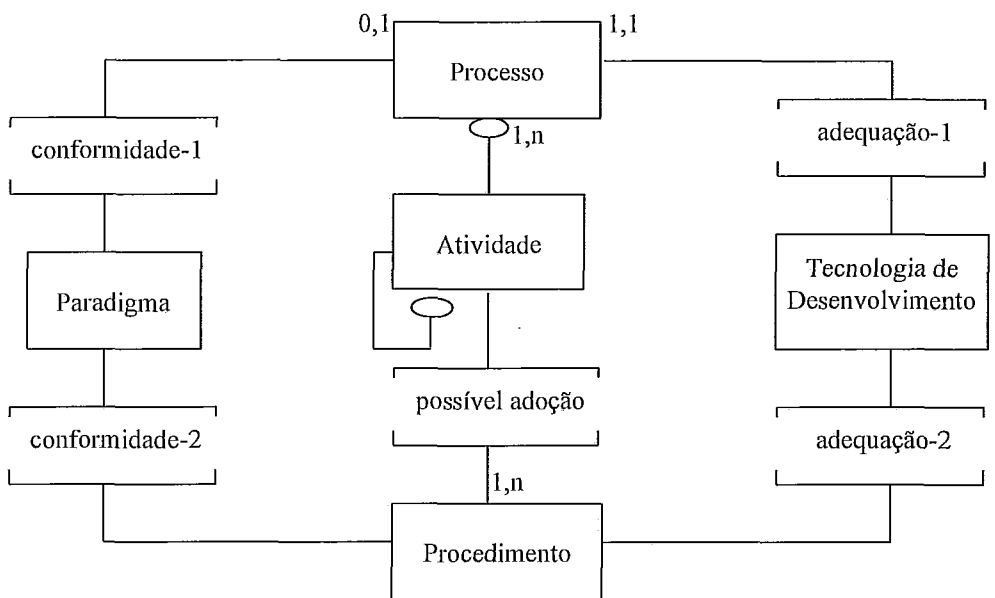 0,1
1,1
Processo
1,n
conformidade-1
adequação-1
Atividade
Paradigma
Tecnologia de
Desenvolvimento
possível adoção
conformidade-2
adequação-2
1,n
Procedimento